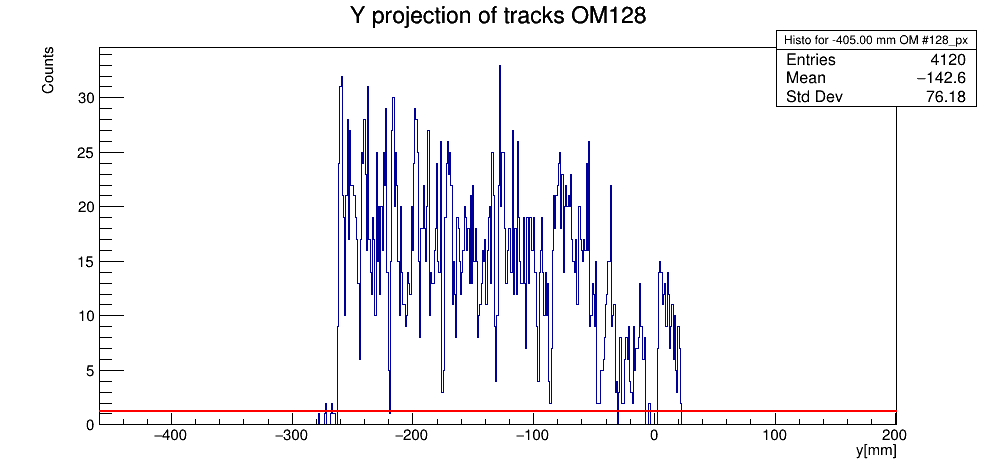 Y projection of tracks OM128
Histo for -405.00 mm OM #128_px
Entries 4120
Mean −142.6
Std Dev 76.18
Counts
30
25
20
15
10
5
0
−400 −300 −200 −100 0 100 200
y[mm]